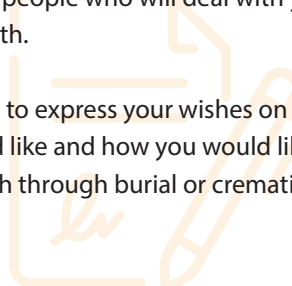 people who will deal with
th.
to express your wishes on
like and how you would li
h through burial or cremati